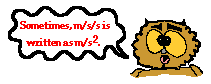 Sometimes, m/s/s is
written as m/s².